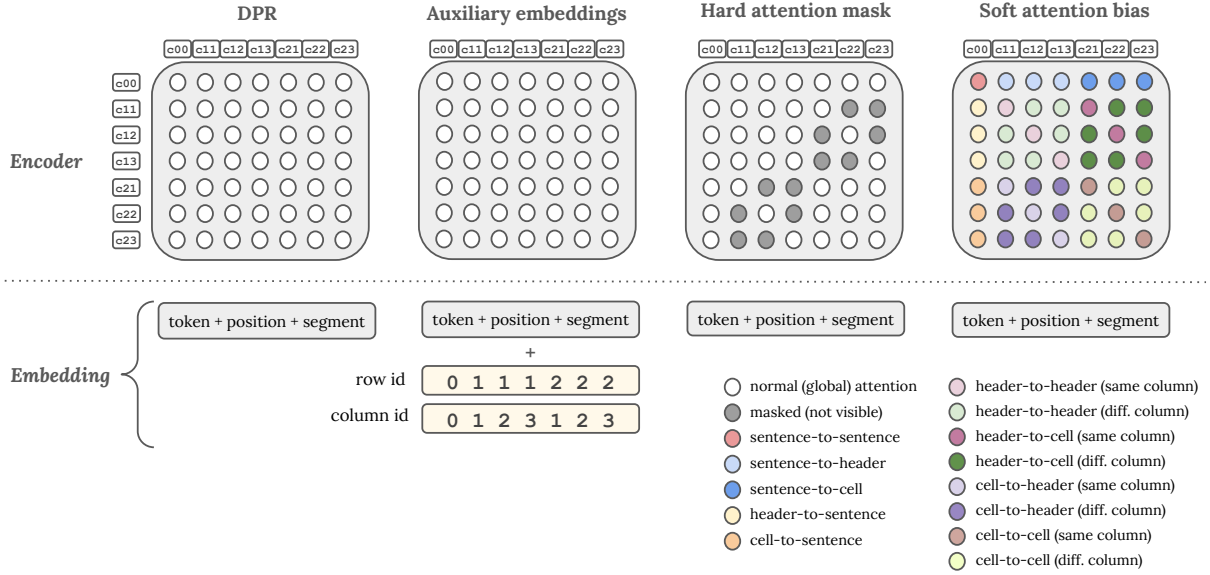 DPR
Auxiliary embeddings
Hard attention mask
Soft attention bias
c00 c11 c12 c13 c21 c22 c23
c00 c11 c12 c13 c21 c22 c23
c00 c11 c12 c13 c21 c22 c23
c00 c11 c12 c13 c21 c22 c23
c00
c11
c12
Encoder
c13
c21
c22
c23
token + position + segment
token + position + segment
token + position + segment
token + position + segment
+
Embedding
row id 0 1 1 1 2 2 2
column id 0 1 2 3 1 2 3
normal (global) attention
masked (not visible)
sentence-to-sentence
sentence-to-header
sentence-to-cell
header-to-sentence
cell-to-sentence
header-to-header (same column)
header-to-header (diff. column)
header-to-cell (same column)
header-to-cell (diff. column)
cell-to-header (same column)
cell-to-header (diff. column)
cell-to-cell (same column)
cell-to-cell (diff. column)